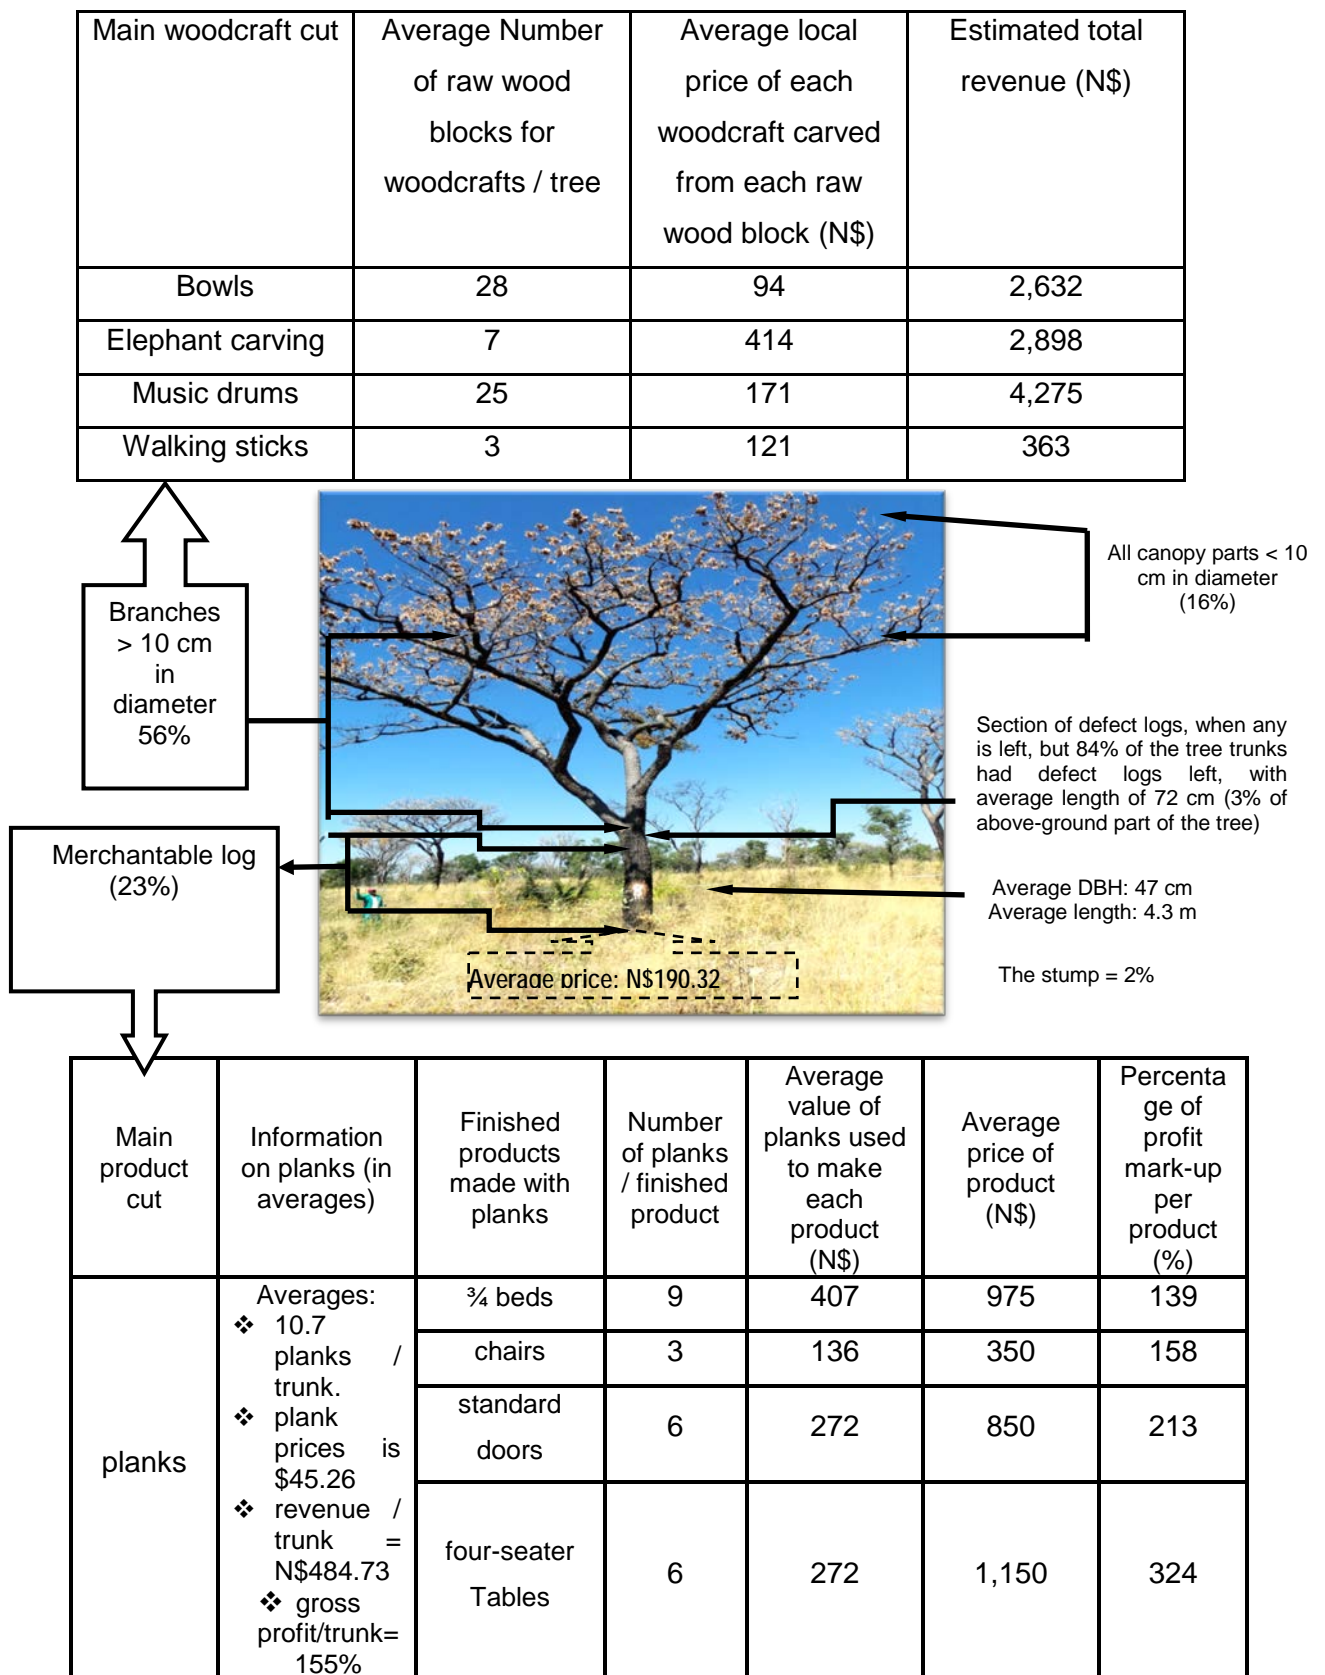 Main woodcraft cut
Average Number
of raw wood
blocks for
woodcrafts / tree
Average local
price of each
woodcraft carved
from each raw
wood block (N$)
Estimated total
revenue (N$)
Bowls 28 94 2,632
Elephant carving 7 414 2,898
Music drums 25 171 4,275
Walking sticks 3 121 363
Branches
> 10 cm
in
diameter
56%
All canopy parts < 10
cm in diameter
(16%)
Section of defect logs, when any
is left, but 84% of the tree trunks
had defect logs left, with
average length of 72 cm (3% of
above-ground part of the tree)
Merchantable log
(23%)
Average DBH: 47 cm
Average length: 4.3 m
Average price: N$190.32
The stump = 2%
Main
product
cut
Information
on planks (in
averages)
Finished
products
made with
planks
Number
of planks
/ finished
product
Average
value of
planks used
to make
each
product
(N$)
Average
price of
product
(N$)
Percenta
ge of
profit
mark-up
per
product
(%)
planks
Averages:
❖ 10.7
planks /
trunk.
❖ plank
prices is
$45.26
❖ revenue /
trunk =
N$484.73
❖ gross
profit/trunk=
155%
¾ beds 9 407 975 139
chairs 3 136 350 158
standard
doors
6 272 850 213
four-seater
Tables
6 272 1,150 324